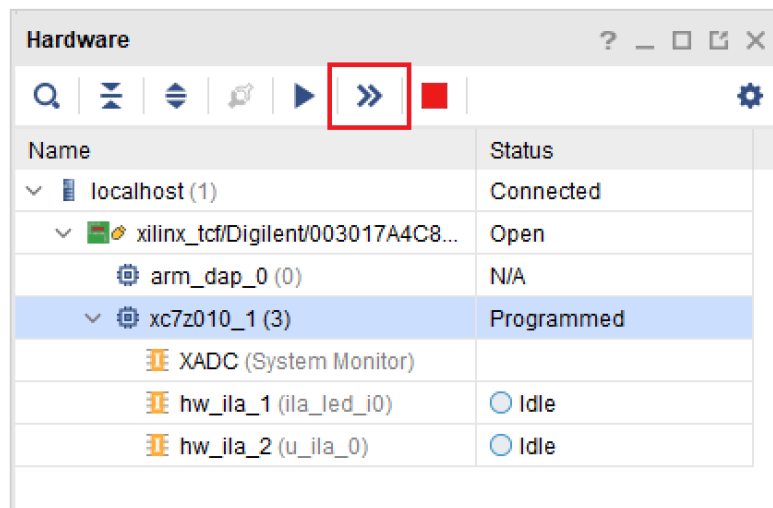 Hardware
Name Status
localhost (1) Connected
xilinx_tcf/Digilent/003017A4C8... Open
arm_dap_0 (0) N/A
xc7z010_1 (3) Programmed
XADC (System Monitor)
hw_ila_1 (ila_led_i0) Idle
hw_ila_2 (u_ila_0) Idle